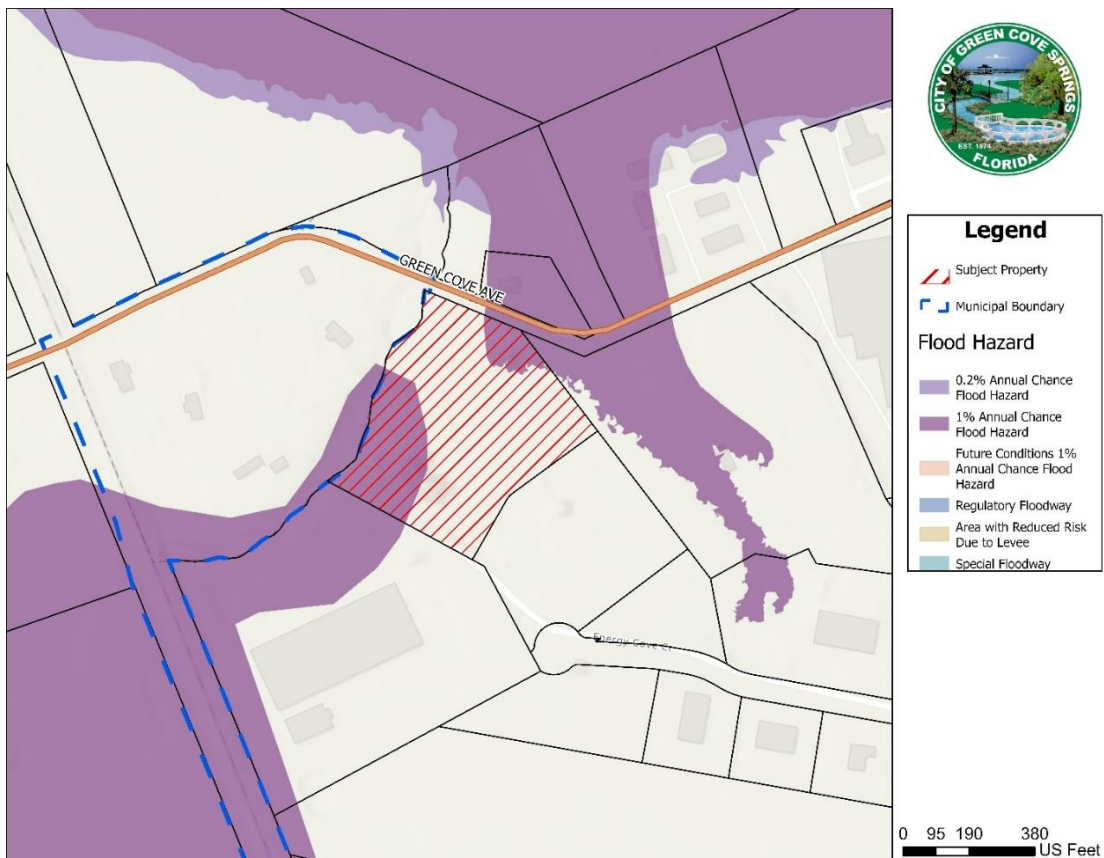 GREEN COVE AVE
Energy Cove Ct
CITY OF GREEN COVE SPRINGS
EST. 1874
FLORIDA
Legend
Subject Property
Municipal Boundary
Flood Hazard
0.2% Annual Chance
Flood Hazard
1% Annual Chance
Flood Hazard
Future Conditions 1%
Annual Chance Flood
Hazard
Regulatory Floodway
Area with Reduced Risk
Due to Levee
Special Floodway
0 95 190 380
US Feet